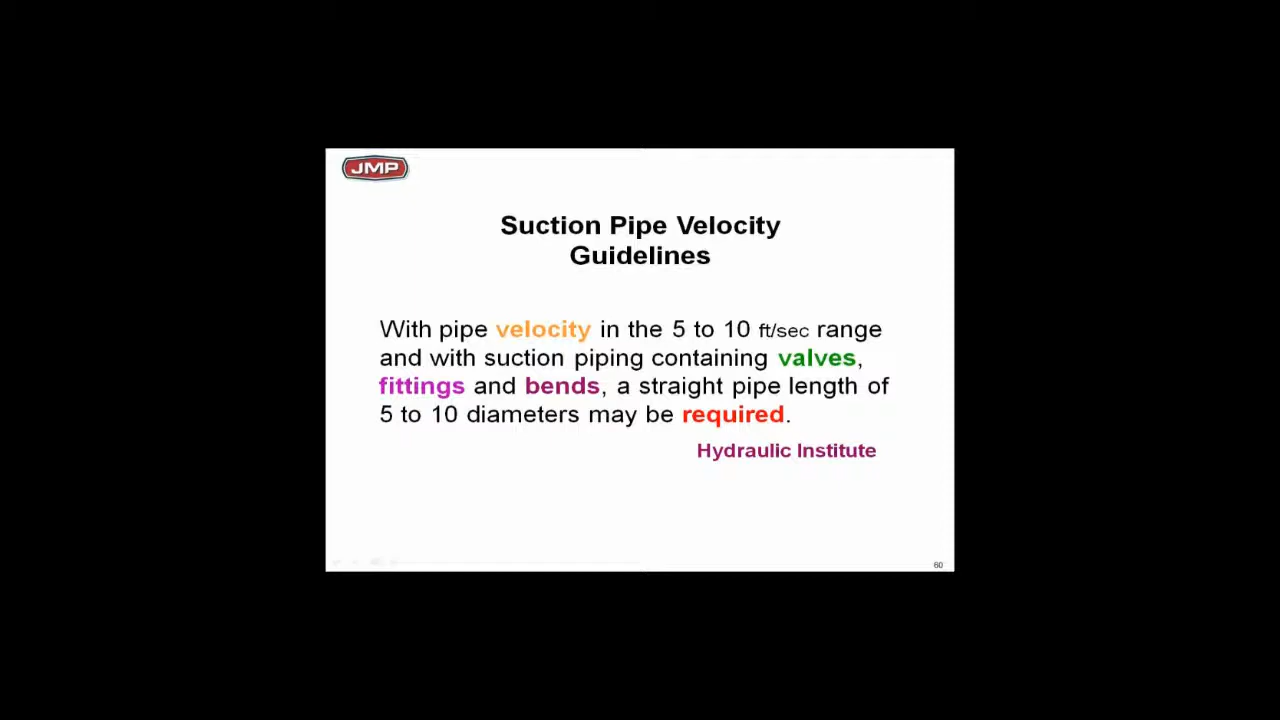 JMP
Suction Pipe Velocity
Guidelines
With pipe velocity in the 5 to 10 ft/sec range
and with suction piping containing valves,
fittings and bends, a straight pipe length of
5 to 10 diameters may be required.
Hydraulic Institute
60